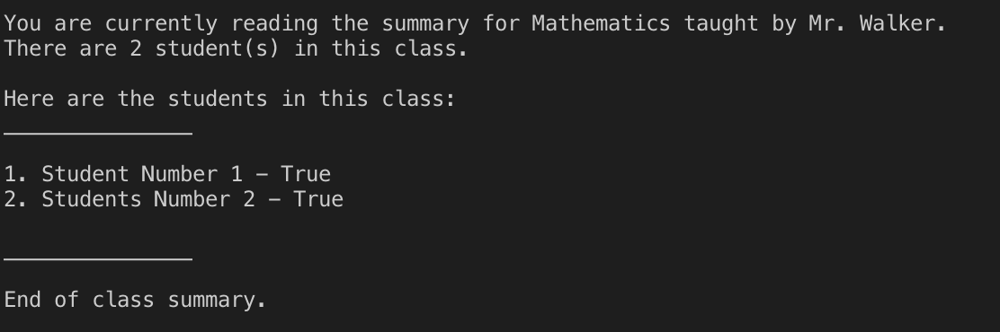 You are currently reading the summary for Mathematics taught by Mr. Walker.
There are 2 student(s) in this class.
Here are the students in this class:
_______________
1. Student Number 1 – True
2. Students Number 2 – True
_______________
End of class summary.